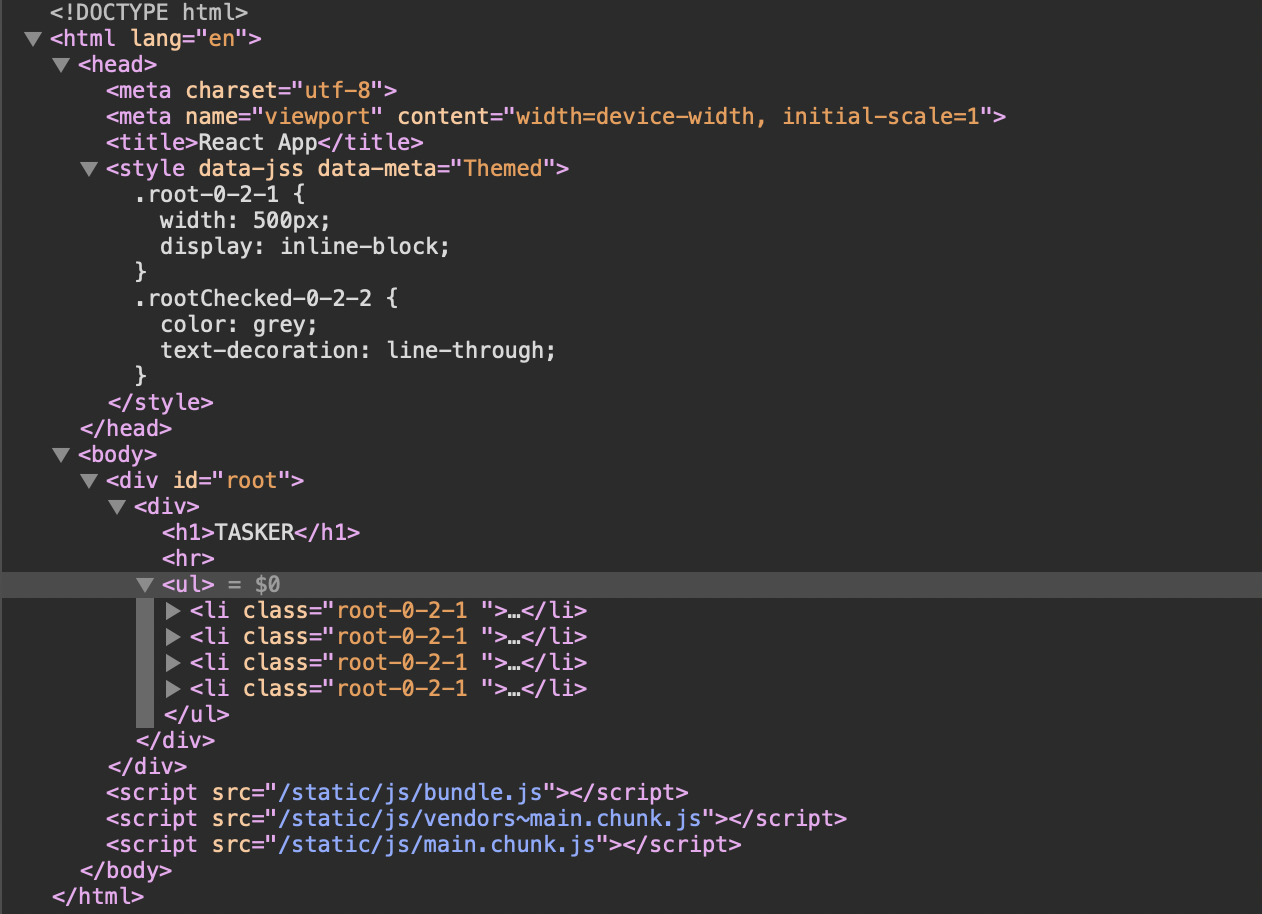 <!DOCTYPE html>
<html lang="en">
<head>
<meta charset="utf-8">
<meta name="viewport" content="width=device-width, initial-scale=1">
<title>React App</title>
<style data-jss data-meta="Themed">
.root-0-2-1 {
width: 500px;
display: inline-block;
}
.rootChecked-0-2-2 {
color: grey;
text-decoration: line-through;
}
</style>
</head>
<body>
<div id="root">
<div>
<h1>TASKER</h1>
<hr>
<ul> = $0
<li class="root-0-2-1 ">…</li>
<li class="root-0-2-1 ">…</li>
<li class="root-0-2-1 ">…</li>
<li class="root-0-2-1 ">…</li>
</ul>
</div>
</div>
<script src="/static/js/bundle.js"></script>
<script src="/static/js/vendors~main.chunk.js"></script>
<script src="/static/js/main.chunk.js"></script>
</body>
</html>